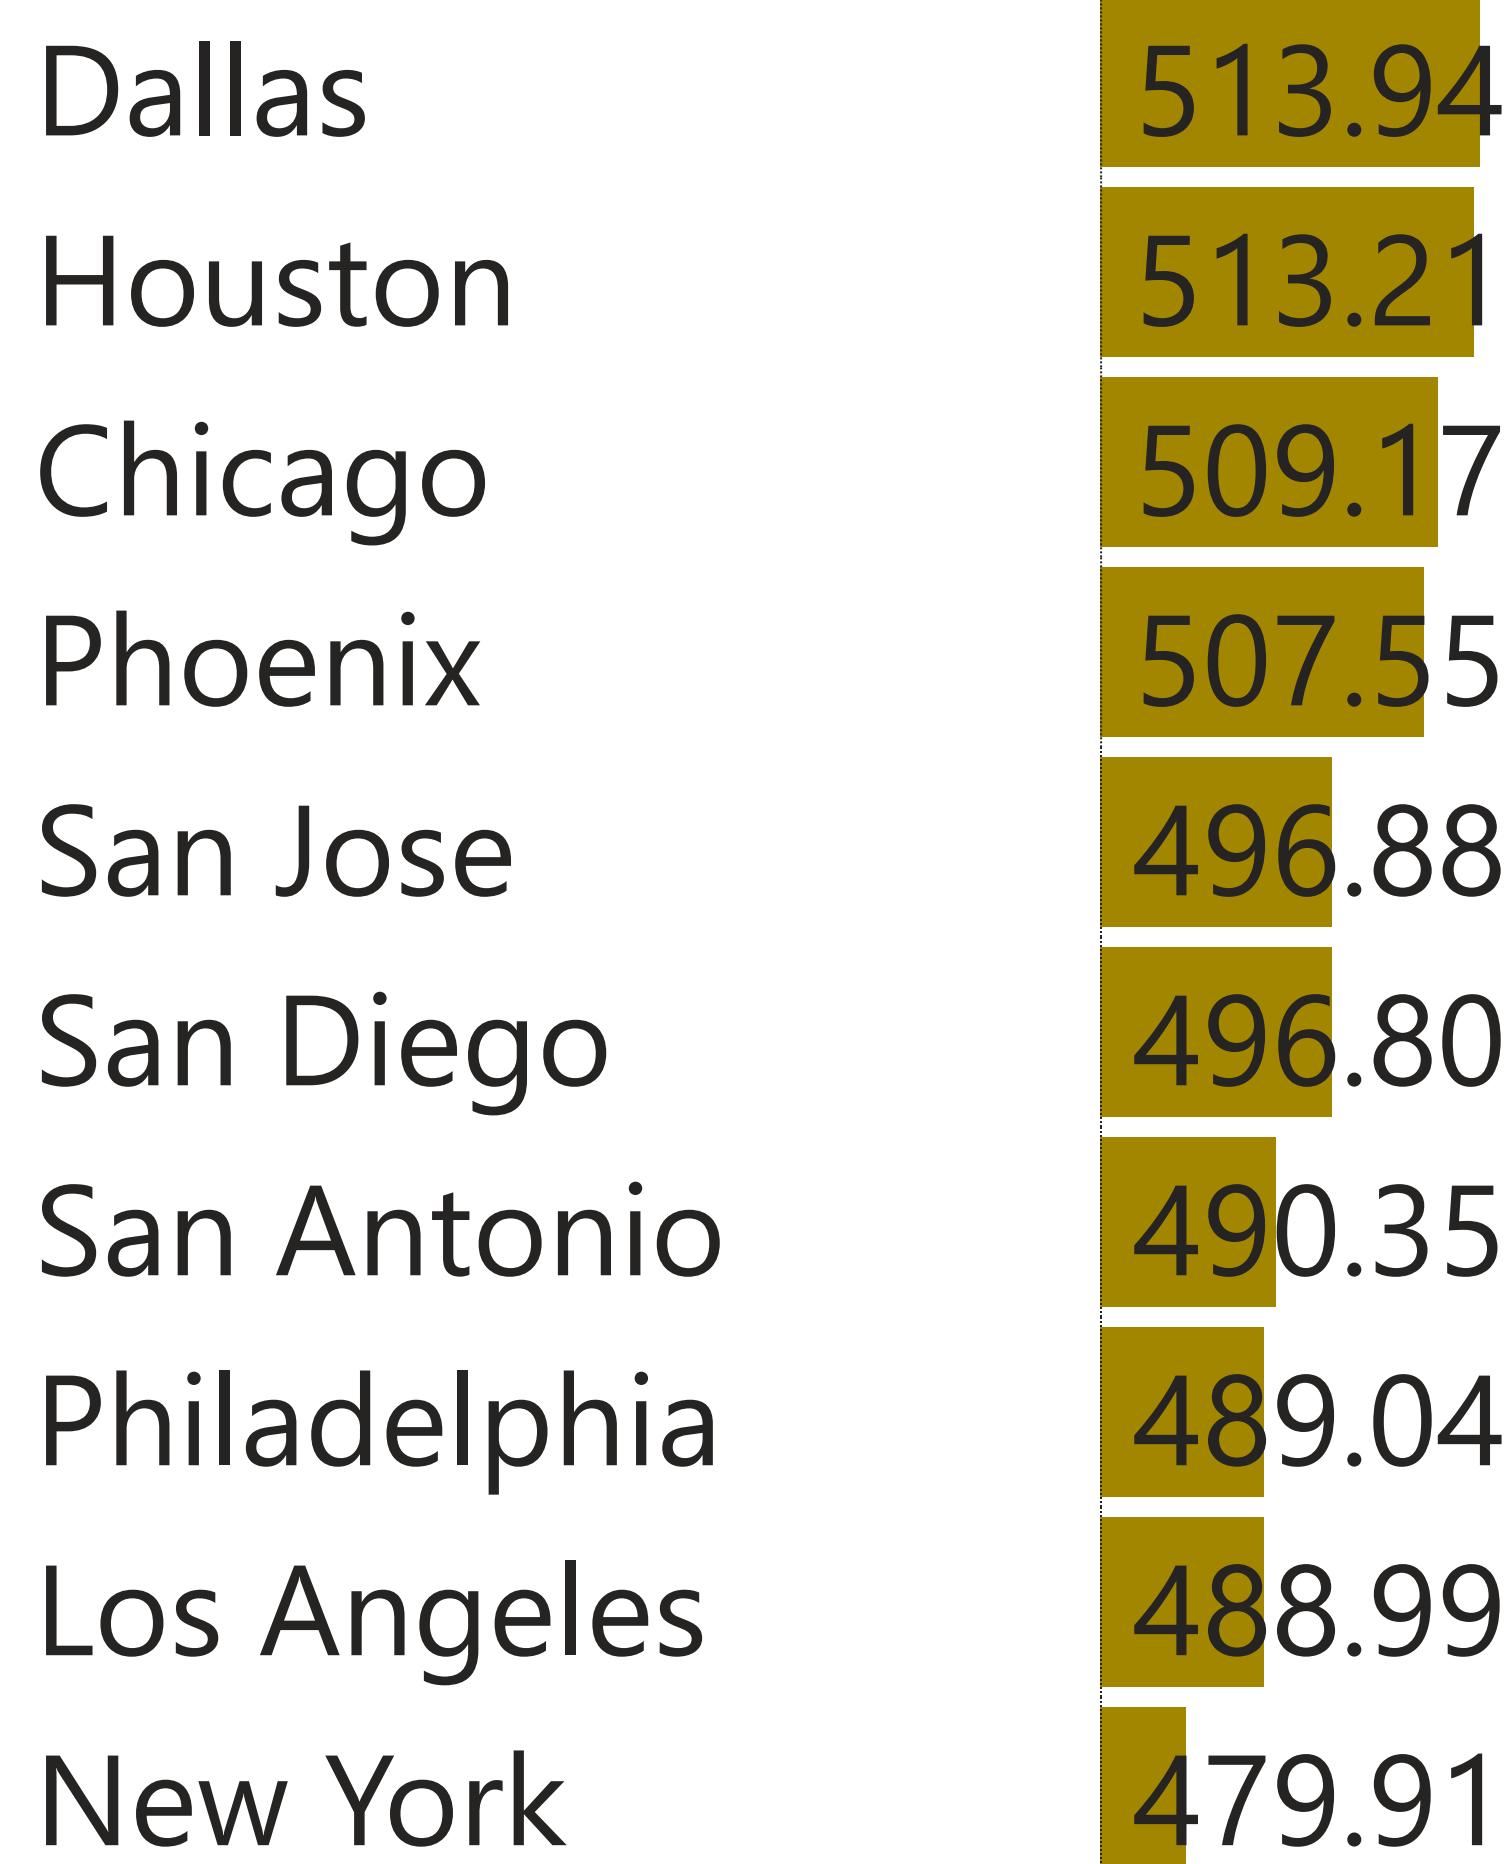 Dallas 513.94
Houston 513.21
Chicago 509.17
Phoenix 507.55
San Jose 496.88
San Diego 496.80
San Antonio 490.35
Philadelphia 489.04
Los Angeles 488.99
New York 479.91